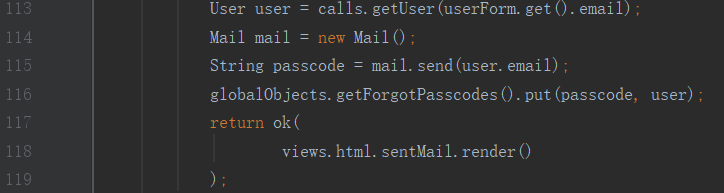 113 User user = calls.getUser(userForm.get().email);
114 Mail mail = new Mail();
115 String passcode = mail.send(user.email);
116 globalObjects.getForgotPasscodes().put(passcode, user);
117 return ok(
118 views.html.sentMail.render()
119 );